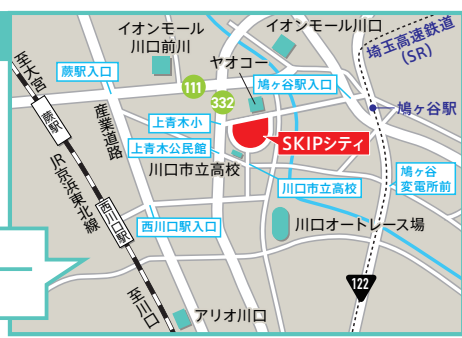 イオンモール
川口前川
イオンモール川口
埼玉高速鉄道
(SR)
至大宮
蕨駅入口
ヤオコー
111
332
鳩ヶ谷駅入口
鳩ヶ谷駅
蕨駅
産業道路
上青木小
SKIPシティ
上青木公民館
川口市立高校
川口市立高校
鳩ヶ谷
変電所前
JR京浜東北線
西川口駅
西川口駅入口
川口オートレース場
122
至川口
アリオ川口